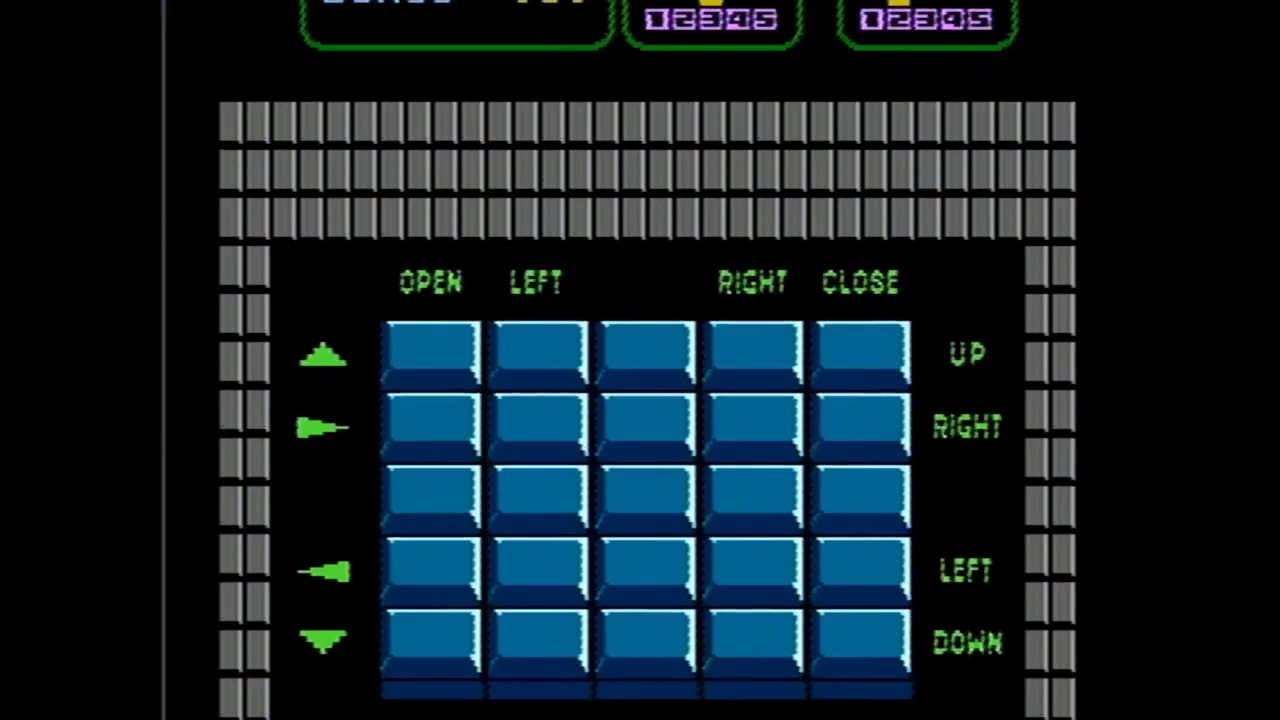 12345 12345
OPEN LEFT RIGHT CLOSE
UP
RIGHT
LEFT
DOWN